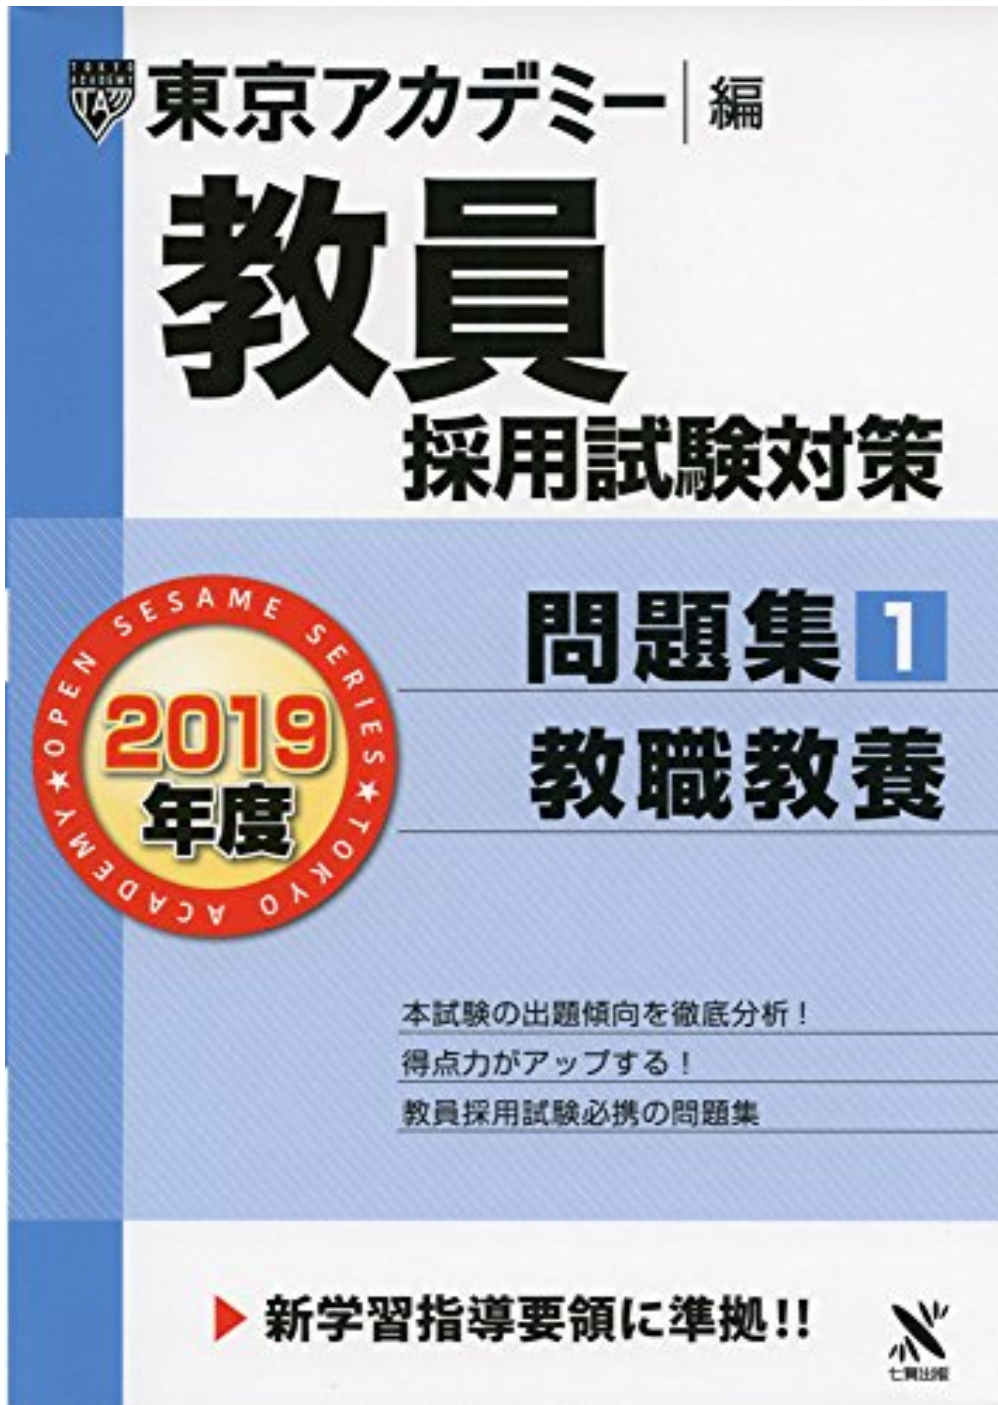 TOKYO
ACADEMY
TA
東京アカデミー|編
教員
採用試験対策
問題集1
教職教養
OPEN SESAME SERIES★TOKYO ACADEMY★
2019
年度
本試験の出題傾向を徹底分析！
得点力がアップする！
教員採用試験必携の問題集
▶新学習指導要領に準拠!!
七賢出版